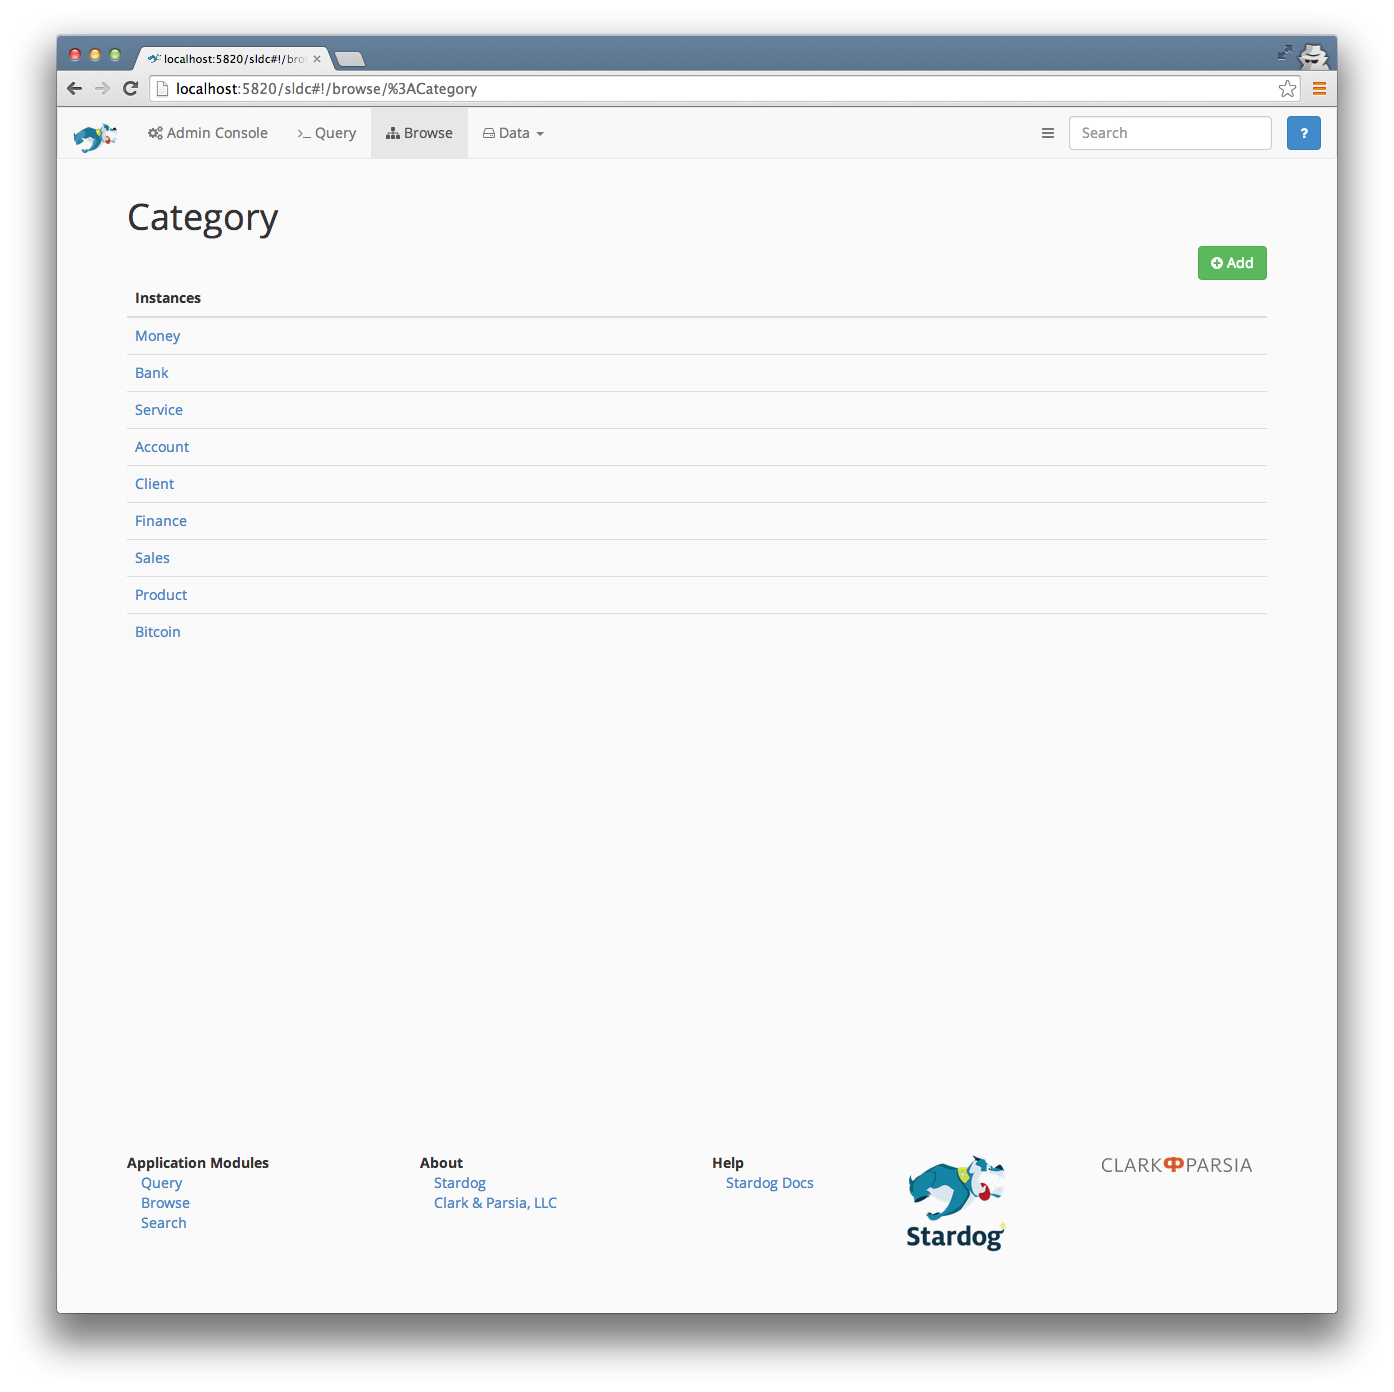 localhost:5820/sldc#!/bro
localhost:5820/sldc#!/browse/%3ACategory
Admin Console >_ Query Browse Data Search ?
Category
Add
Instances
Money
Bank
Service
Account
Client
Finance
Sales
Product
Bitcoin
Application Modules
Query
Browse
Search
About
Stardog
Clark & Parsia, LLC
Help
Stardog Docs
Stardog
CLARK PARSIA